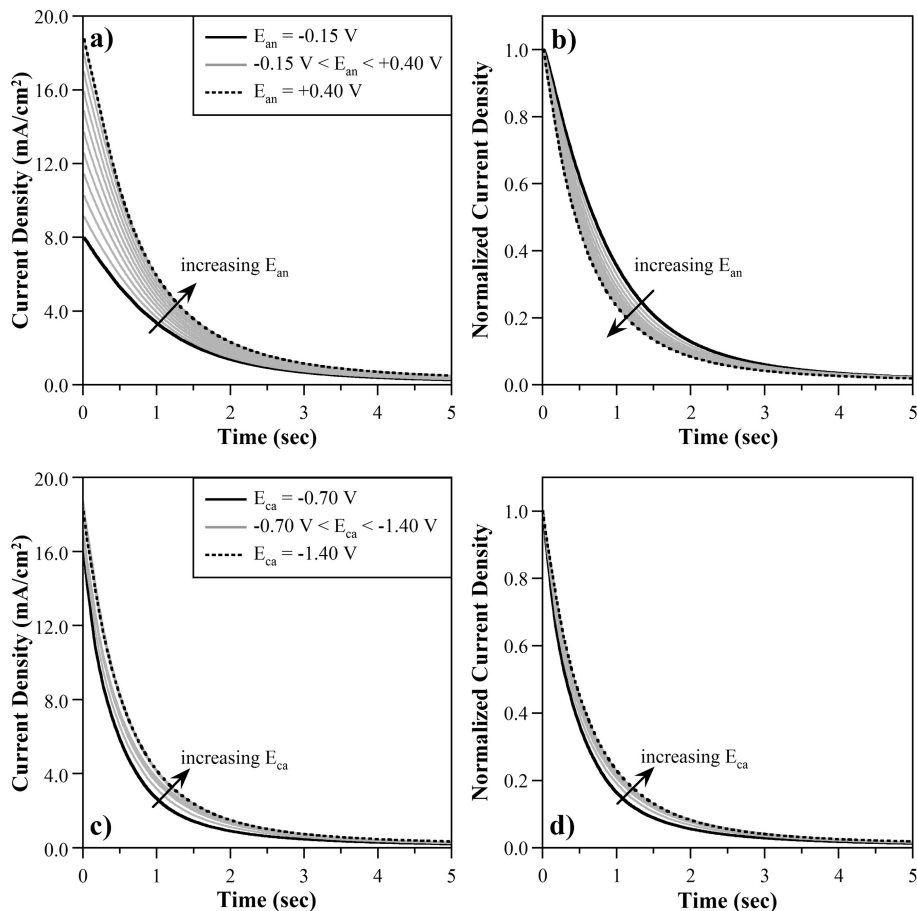 20.0
16.0
12.0
8.0
4.0
0.0
Current Density (mA/cm²)
a)
E_an = -0.15 V
-0.15 V < E_an < +0.40 V
E_an = +0.40 V
increasing E_an
0 1 2 3 4 5
Time (sec)
1.0
0.8
0.6
0.4
0.2
0.0
Normalized Current Density
b)
increasing E_an
0 1 2 3 4 5
Time (sec)
20.0
16.0
12.0
8.0
4.0
0.0
Current Density (mA/cm²)
E_ca = -0.70 V
-0.70 V < E_ca < -1.40 V
E_ca = -1.40 V
increasing E_ca
c)
0 1 2 3 4 5
Time (sec)
1.0
0.8
0.6
0.4
0.2
0.0
Normalized Current Density
increasing E_ca
d)
0 1 2 3 4 5
Time (sec)